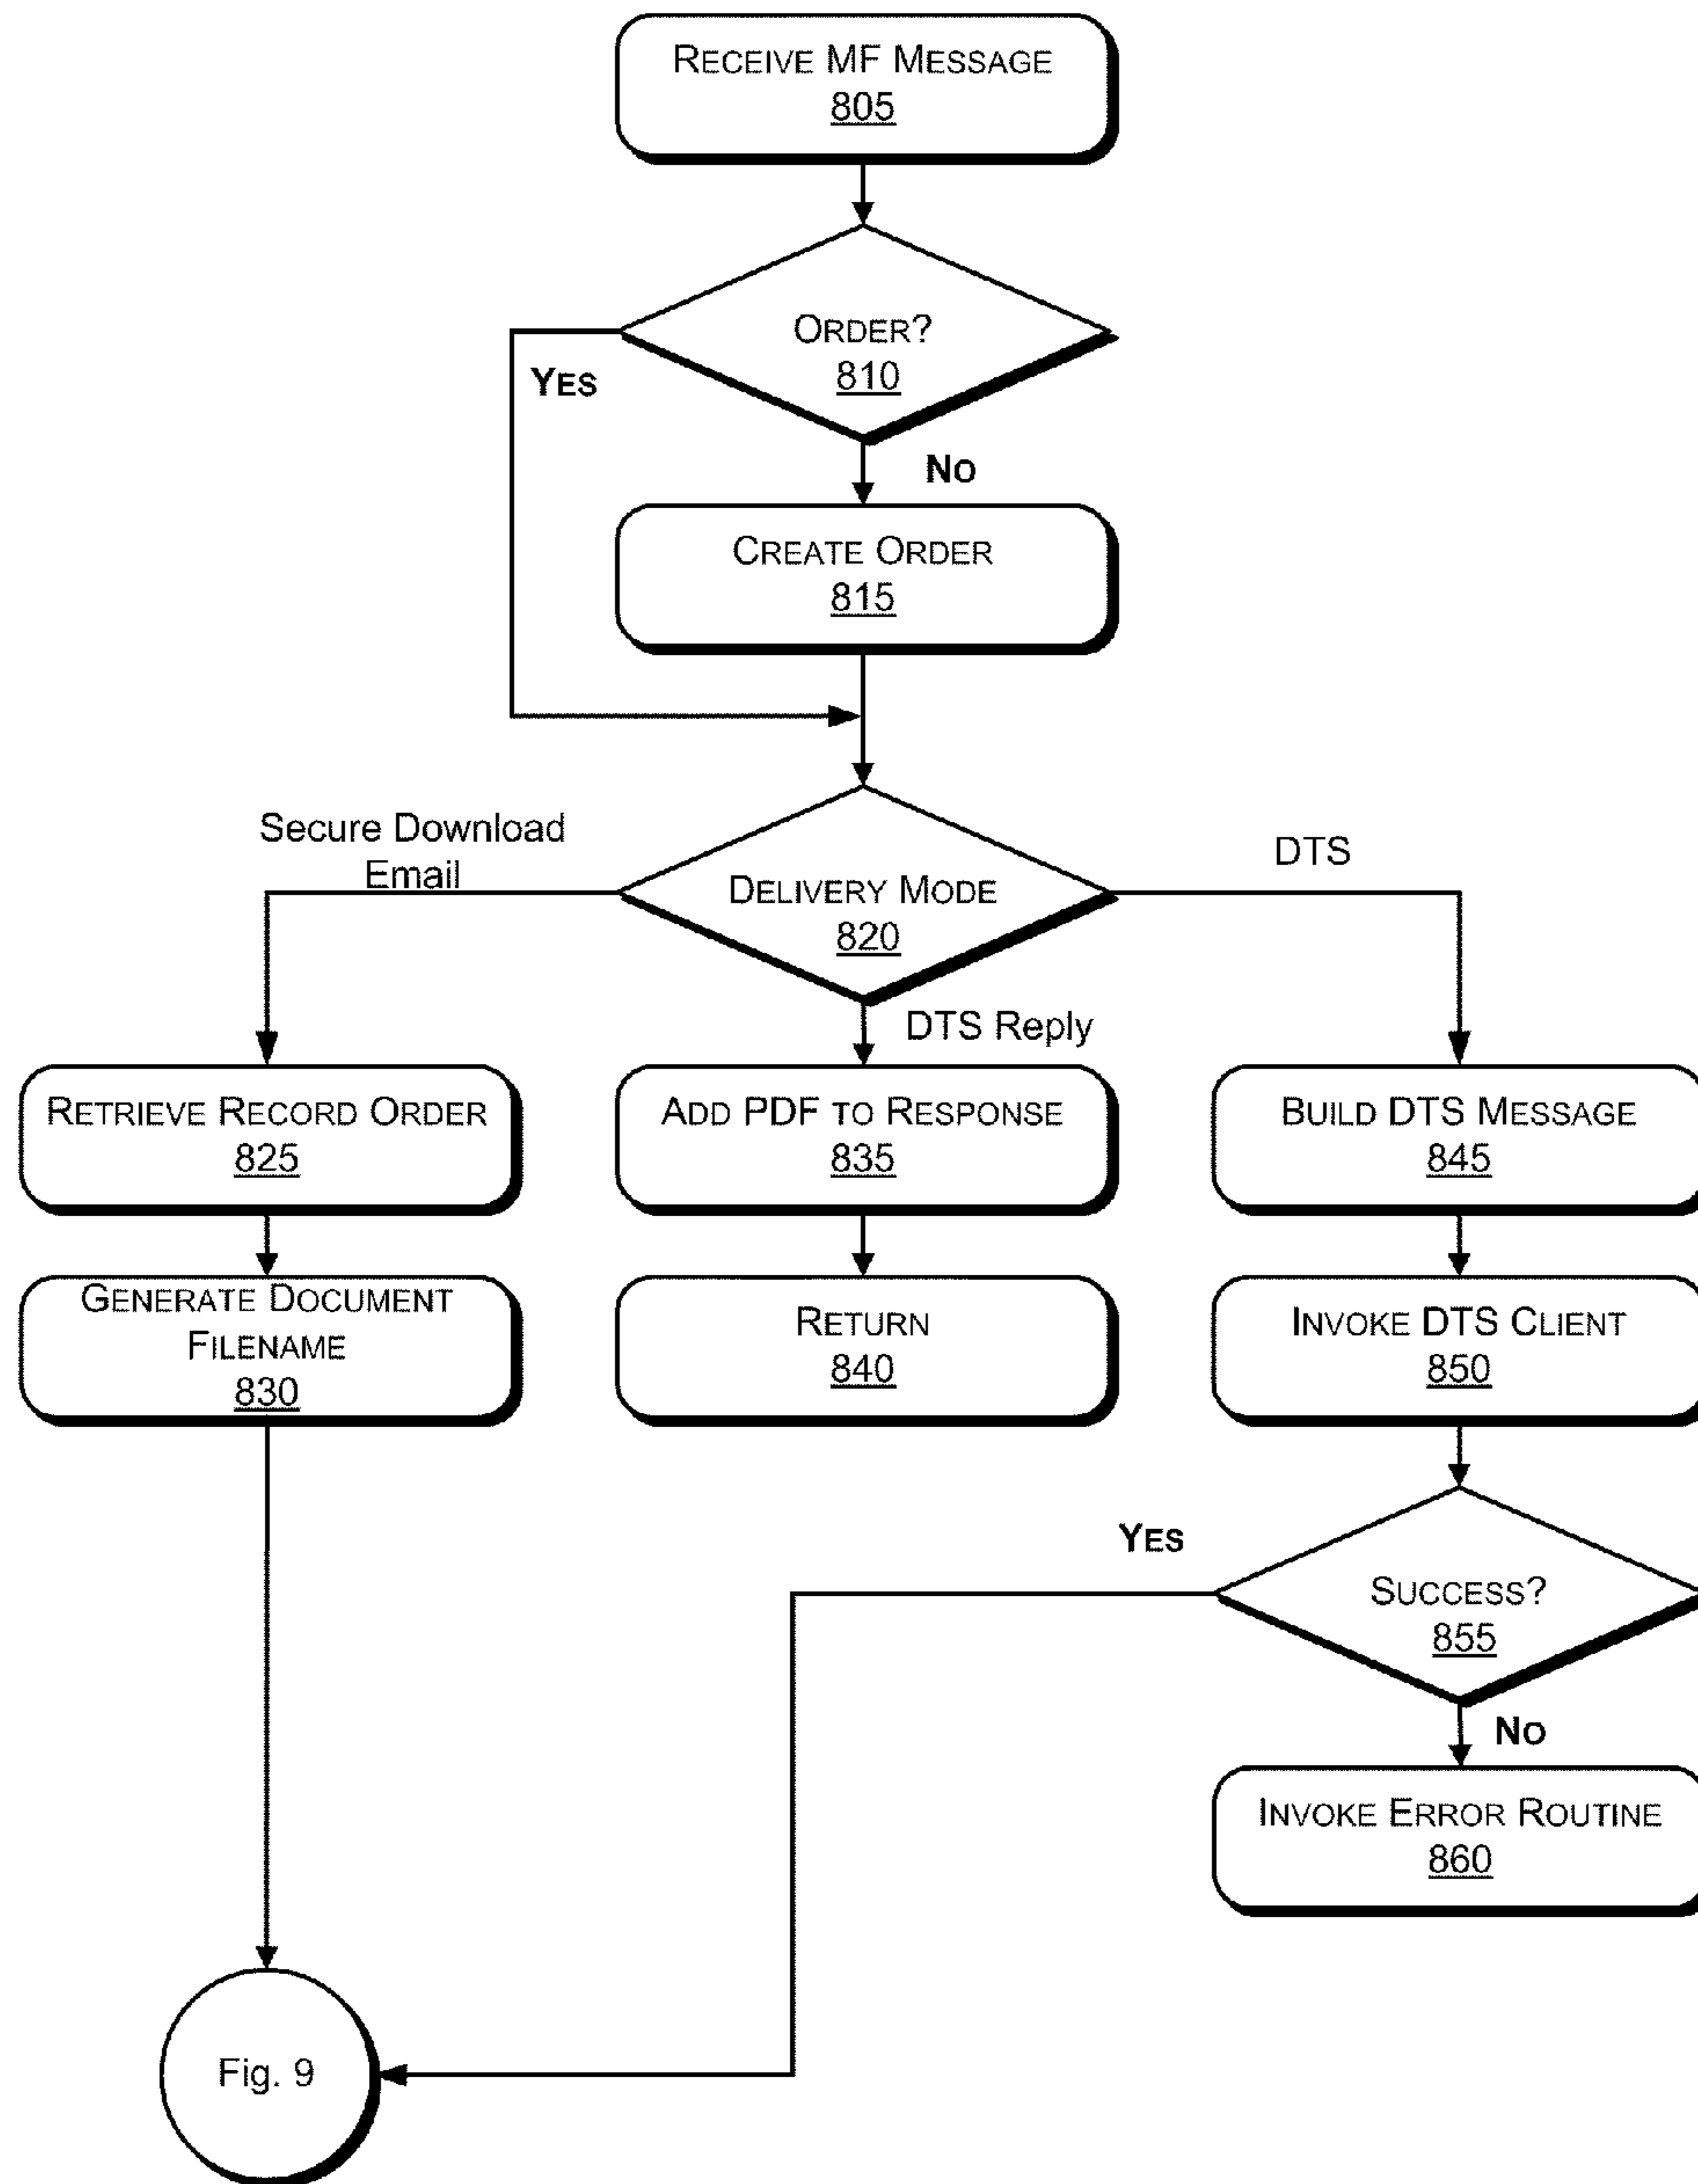 RECEIVE MF MESSAGE
805
ORDER?
810
YES
NO
CREATE ORDER
815
Secure Download
Email
DELIVERY MODE
820
DTS
DTS Reply
RETRIEVE RECORD ORDER
825
ADD PDF TO RESPONSE
835
BUILD DTS MESSAGE
845
GENERATE DOCUMENT
FILENAME
830
RETURN
840
INVOKE DTS CLIENT
850
YES
SUCCESS?
855
NO
INVOKE ERROR ROUTINE
860
Fig. 9